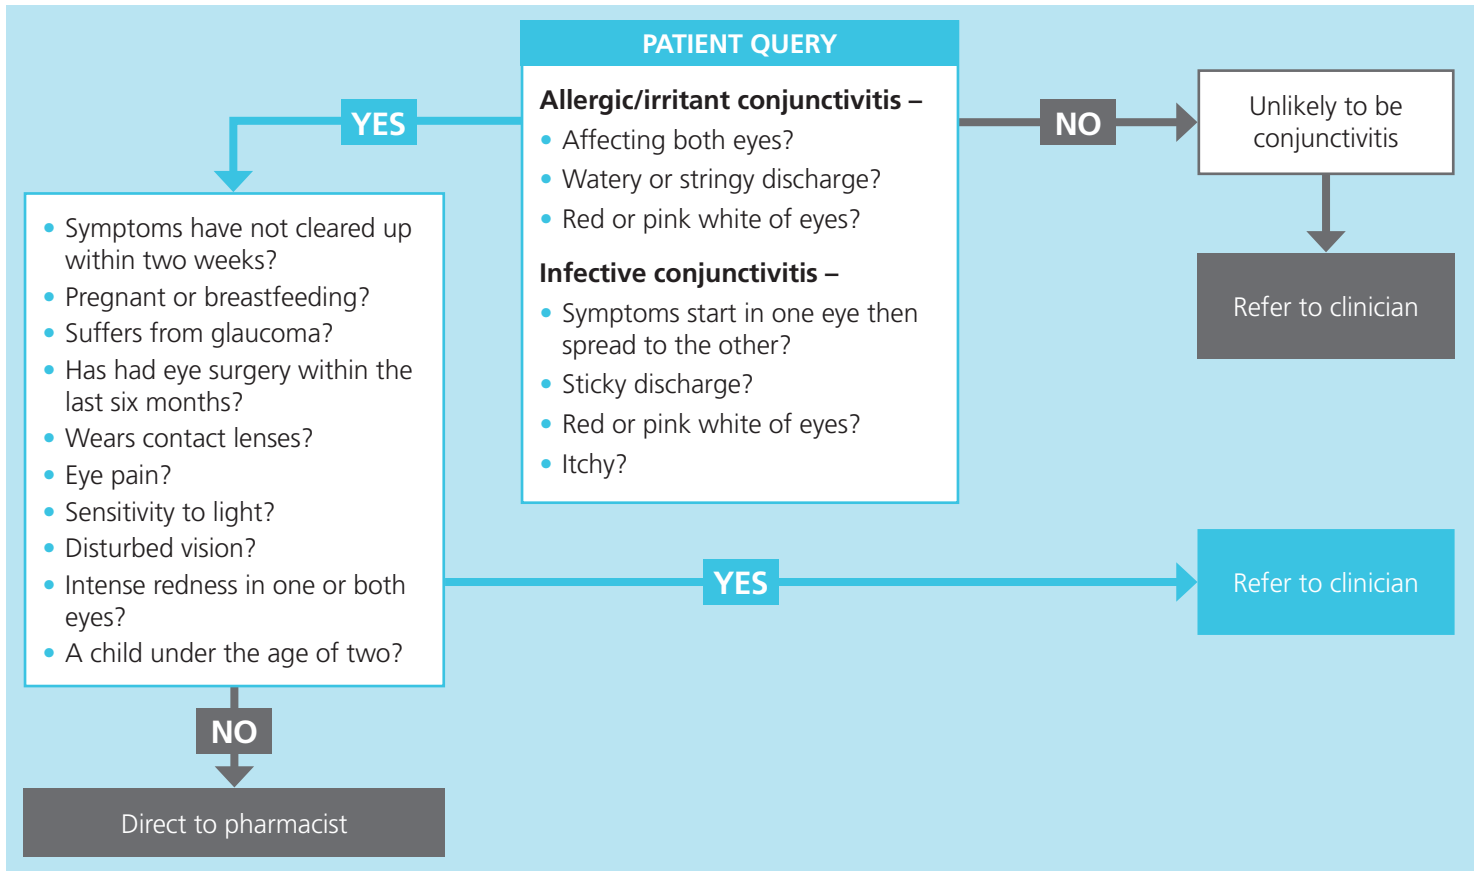 PATIENT QUERY
Allergic/irritant conjunctivitis –
• Affecting both eyes?
• Watery or stringy discharge?
• Red or pink white of eyes?
Infective conjunctivitis –
• Symptoms start in one eye then
spread to the other?
• Sticky discharge?
• Red or pink white of eyes?
• Itchy?
NO
Unlikely to be
conjunctivitis
Refer to clinician
YES
• Symptoms have not cleared up
within two weeks?
• Pregnant or breastfeeding?
• Suffers from glaucoma?
• Has had eye surgery within the
last six months?
• Wears contact lenses?
• Eye pain?
• Sensitivity to light?
• Disturbed vision?
• Intense redness in one or both
eyes?
• A child under the age of two?
YES
Refer to clinician
NO
Direct to pharmacist